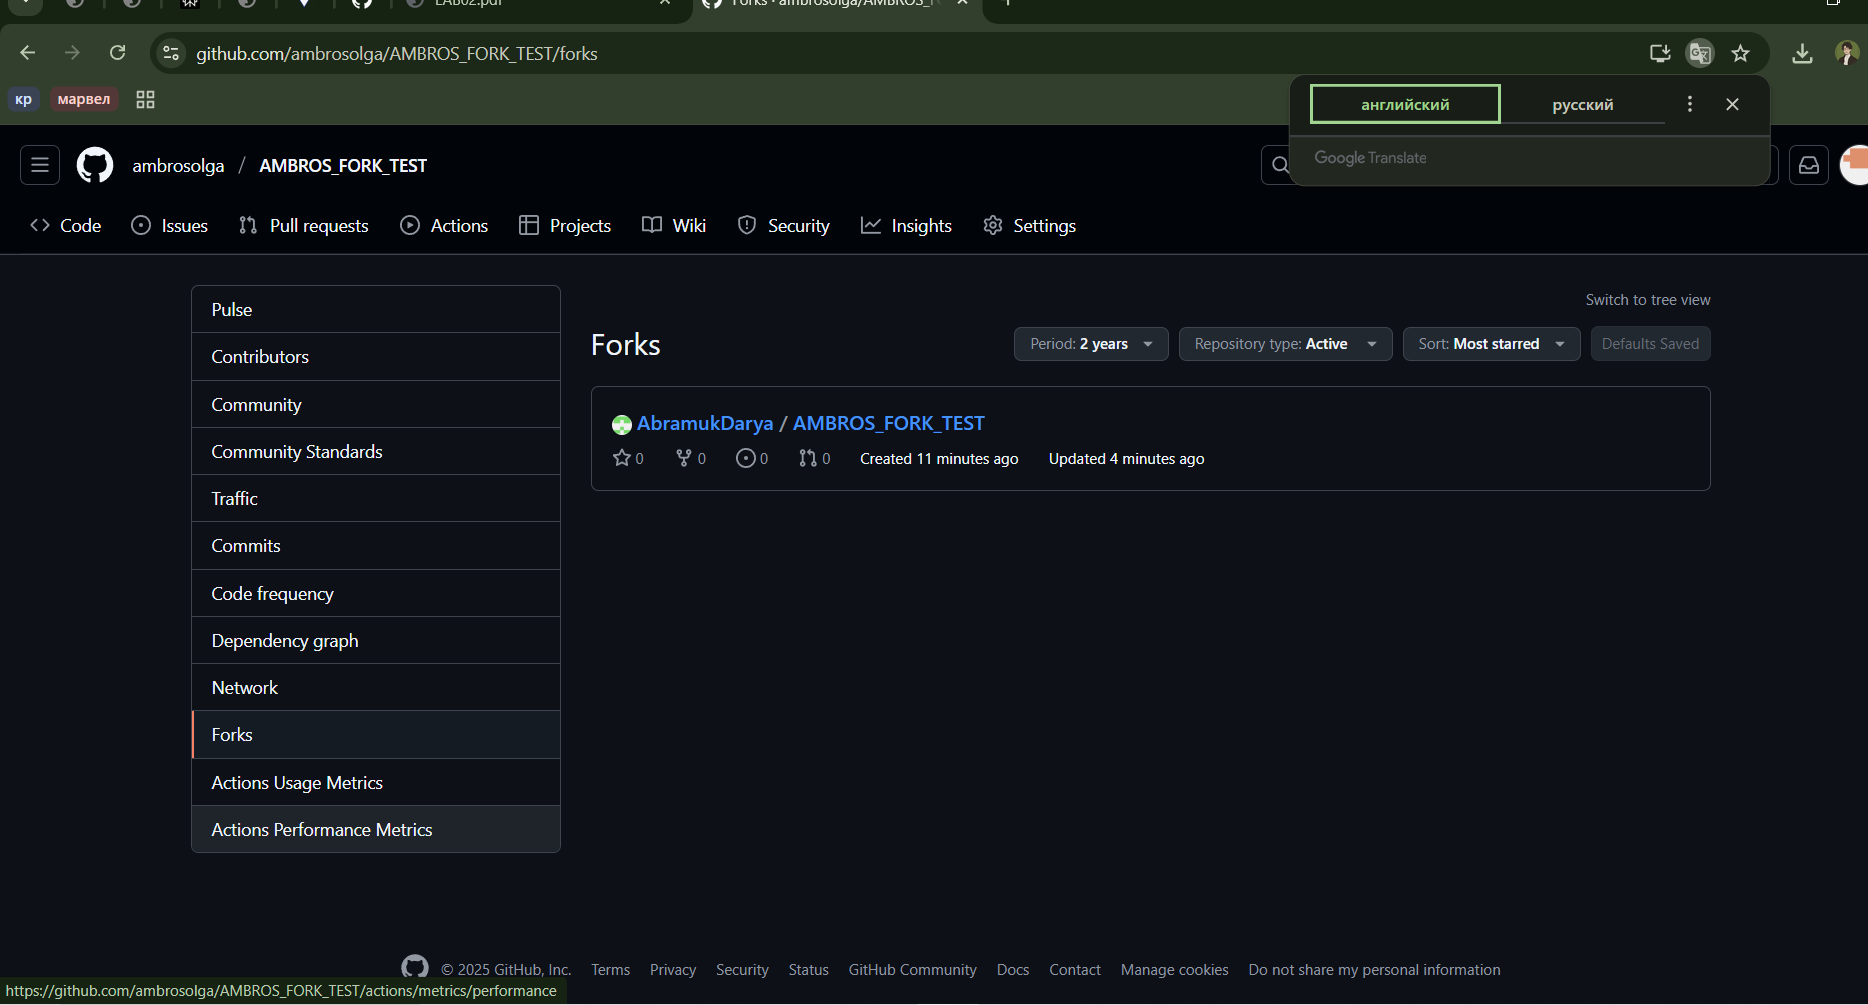 LAB02.pdf
Forks · ambrosolga/AMBROS_F
github.com/ambrosolga/AMBROS_FORK_TEST/forks
кр марвел
английский русский
Google Translate
ambrosolga / AMBROS_FORK_TEST
Code Issues Pull requests Actions Projects Wiki Security Insights Settings
Pulse
Contributors
Community
Community Standards
Traffic
Commits
Code frequency
Dependency graph
Network
Forks
Actions Usage Metrics
Actions Performance Metrics
Switch to tree view
Forks
Period: 2 years Repository type: Active Sort: Most starred Defaults Saved
AbramukDarya / AMBROS_FORK_TEST
0 0 0 0 Created 11 minutes ago Updated 4 minutes ago
© 2025 GitHub, Inc. Terms Privacy Security Status GitHub Community Docs Contact Manage cookies Do not share my personal information
https://github.com/ambrosolga/AMBROS_FORK_TEST/actions/metrics/performance